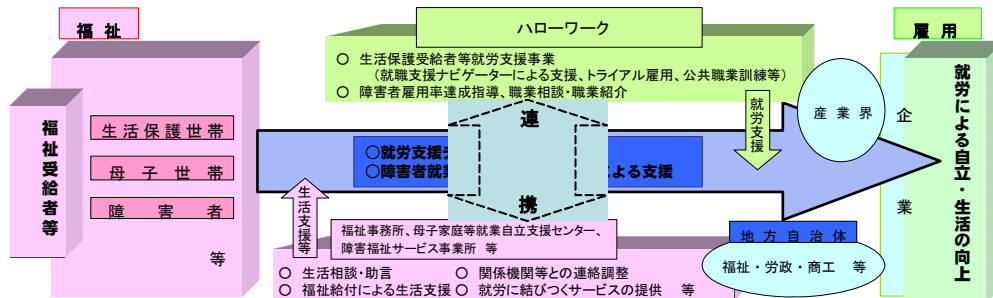 福 祉
福祉受給者等
生活保護世帯
母 子 世 帯
障 害 者
等
ハローワーク
○ 生活保護受給者等就労支援事業
（就職支援ナビゲーターによる支援、トライアル雇用、公共職業訓練等）
○ 障害者雇用率達成指導、職業相談・職業紹介
連
携
○就労支援
○障害者就業
による支援
就労支援
生活支援等
福祉事務所、母子家庭等就業自立支援センター、
障害福祉サービス事業所 等
○ 生活相談・助言 ○ 関係機関等との連絡調整
○ 福祉給付による生活支援 ○ 就労に結びつくサービスの提供 等
産 業 界
企
業
地 方 自 治 体
福祉・労政・商工 等
雇 用
就労による自立・生活の向上